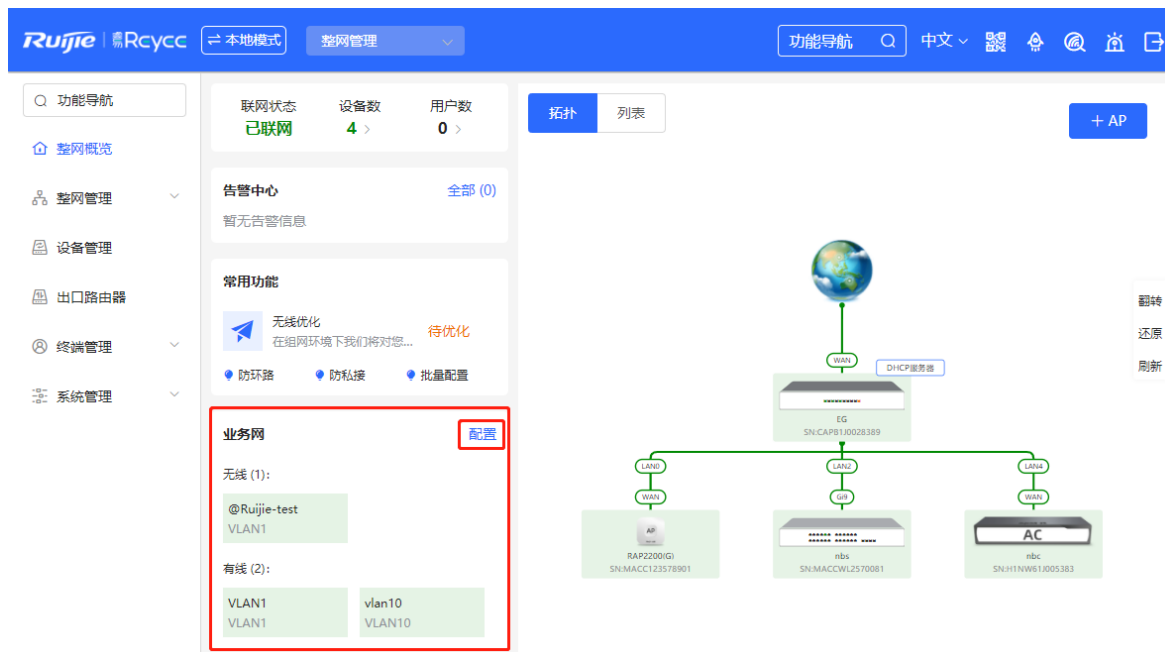 Ruijie | 睿易 Rcycc
本地模式
整网管理
功能导航
中文
功能导航
整网概览
整网管理
设备管理
出口路由器
终端管理
系统管理
联网状态
已联网
设备数
4
用户数
0
告警中心
全部 (0)
暂无告警信息
常用功能
无线优化
在组网环境下我们将对您...
待优化
防环路
防私接
批量配置
业务网
配置
无线 (1):
@Ruijie-test
VLAN1
有线 (2):
VLAN1
VLAN1
vlan10
VLAN10
拓扑
列表
+ AP
翻转
还原
刷新
WAN
DHCP服务器
EG
SN:CAPB1J0028389
LAN0
LAN2
LAN4
WAN
Gi9
WAN
AP
RAP2200(G)
SN:MACC123578901
nbs
SN:MACCWL2570081
AC
nbc
SN:H1NW61J005383